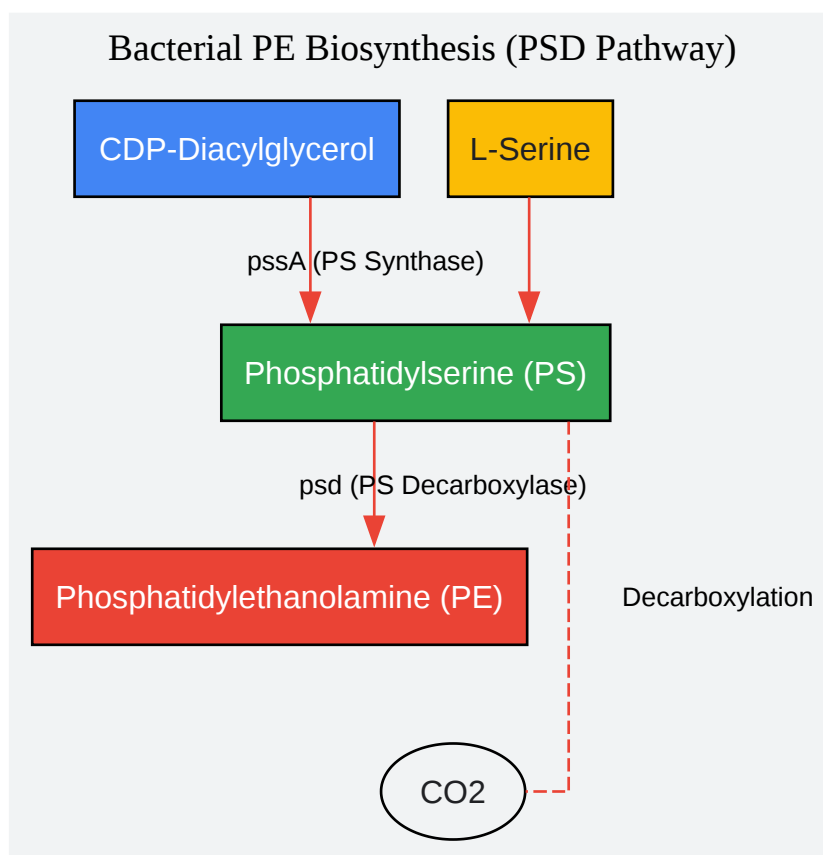 Bacterial PE Biosynthesis (PSD Pathway)
CDP-Diacylglycerol
L-Serine
pssA (PS Synthase)
Phosphatidylserine (PS)
psd (PS Decarboxylase)
Phosphatidylethanolamine (PE)
Decarboxylation
CO2